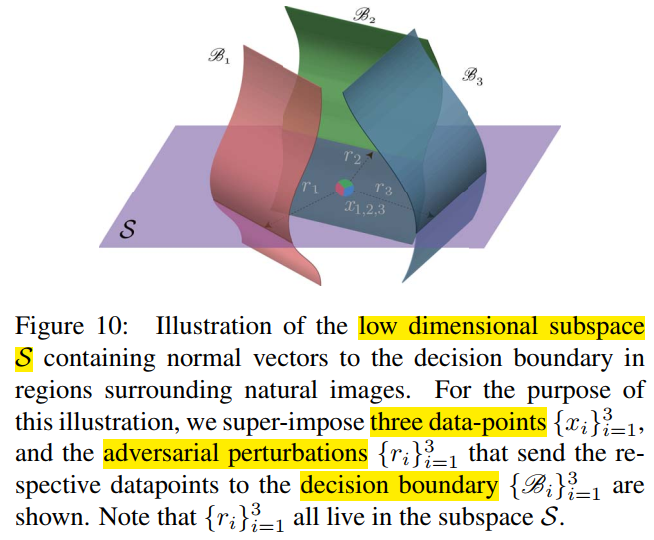 ℬ₂
ℬ₁
ℬ₃
r₂
r₁
r₃
x₁,₂,₃
𝒮
Figure 10: Illustration of the low dimensional subspace
𝒮 containing normal vectors to the decision boundary in
regions surrounding natural images. For the purpose of
this illustration, we super-impose three data-points {xᵢ}³ᵢ₌₁,
and the adversarial perturbations {rᵢ}³ᵢ₌₁ that send the re-
spective datapoints to the decision boundary {ℬᵢ}³ᵢ₌₁ are
shown. Note that {rᵢ}³ᵢ₌₁ all live in the subspace 𝒮.